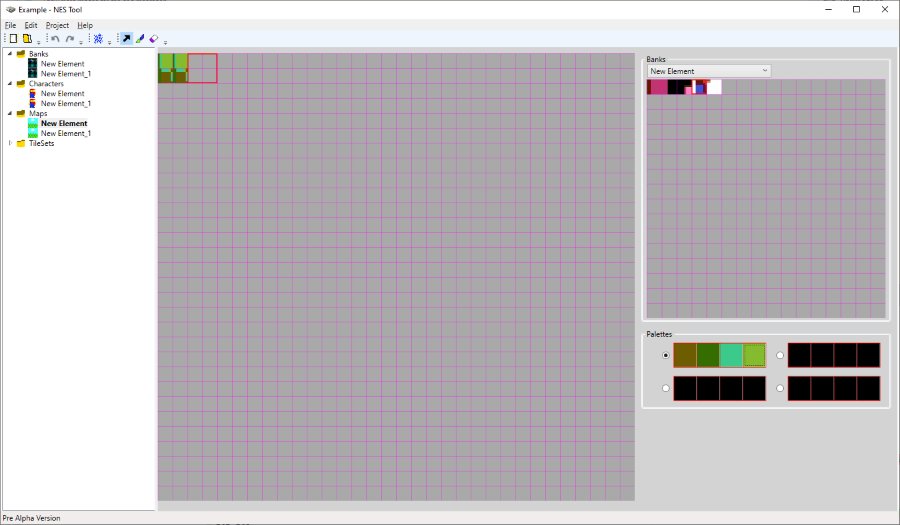 Example - NES Tool
File Edit Project Help
Banks
New Element
New Element_1
Characters
New Element
New Element_1
Maps
New Element
New Element_1
TileSets
Banks
New Element
Palettes
Pre Alpha Version